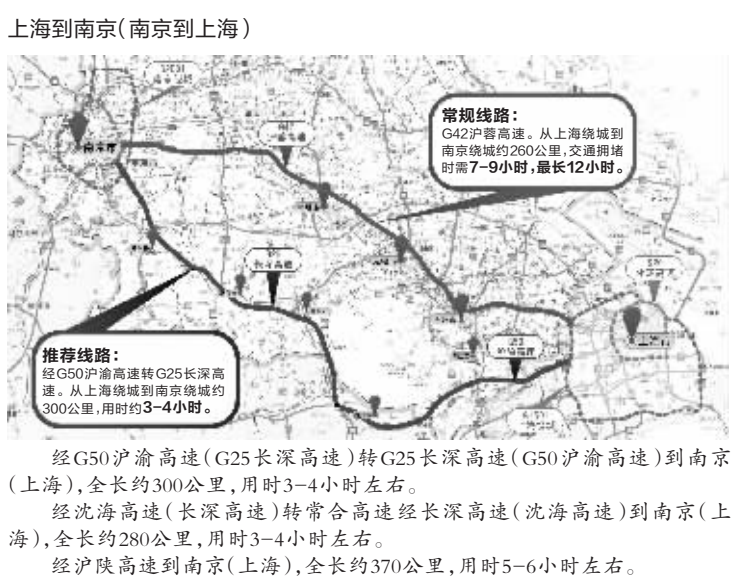 上海到南京(南京到上海)
常规线路:
G42沪蓉高速。从上海绕城到
南京绕城约260公里,交通拥堵
时需7-9小时,最长12小时。
南京市
上海市
推荐线路:
经G50沪渝高速转G25长深高
速。从上海绕城到南京绕城约
300公里,用时约3-4小时。
经G50沪渝高速(G25长深高速)转G25长深高速(G50沪渝高速)到南京
(上海),全长约300公里,用时3-4小时左右。
经沈海高速(长深高速)转常合高速经长深高速(沈海高速)到南京(上
海),全长约280公里,用时3-4小时左右。
经沪陕高速到南京(上海),全长约370公里,用时5-6小时左右。